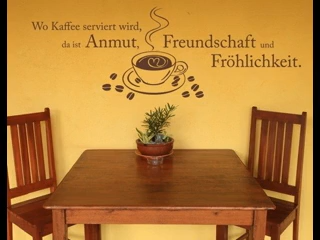 Wo Kaffee serviert wird,
da ist Anmut, Freundschaft und
Fröhlichkeit.